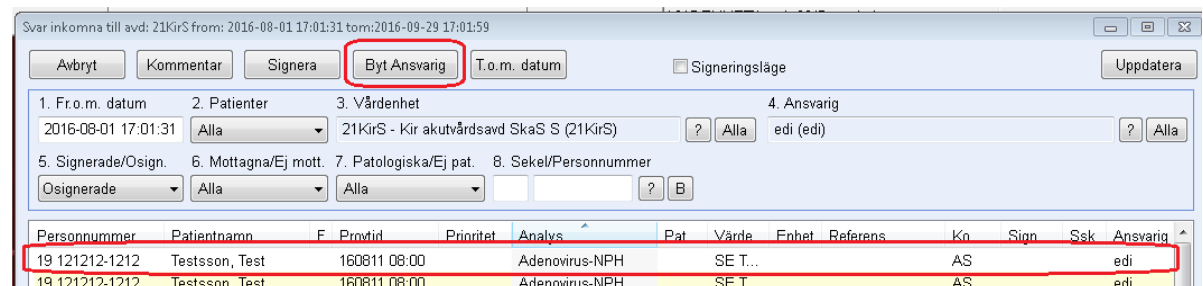 Svar inkomna till avd: 21KirS from: 2016-08-01 17:01:31 tom:2016-09-29 17:01:59
Avbryt Kommentar Signera Byt Ansvarig T.o.m. datum Signeringsläge Uppdatera
1. Fr.o.m. datum 2. Patienter 3. Vårdenhet 4. Ansvarig
2016-08-01 17:01:31 Alla 21KirS - Kir akutvårdsavd SkaS S (21KirS) ? Alla edi (edi) ? Alla
5. Signerade/Osign. 6. Mottagna/Ej mott. 7. Patologiska/Ej pat. 8. Sekel/Personnummer
Osignerade Alla Alla ? B
Personnummer Patientnamn F Provtid Prioritet Analys Pat Värde Enhet Referens Ko Sign Ssk Ansvarig
19 121212-1212 Testsson, Test 160811 08:00 Adenovirus-NPH SE T... AS edi
19 121212-1212 Testsson, Test 160811 08:00 Adenovirus-NPH SE T... AS edi